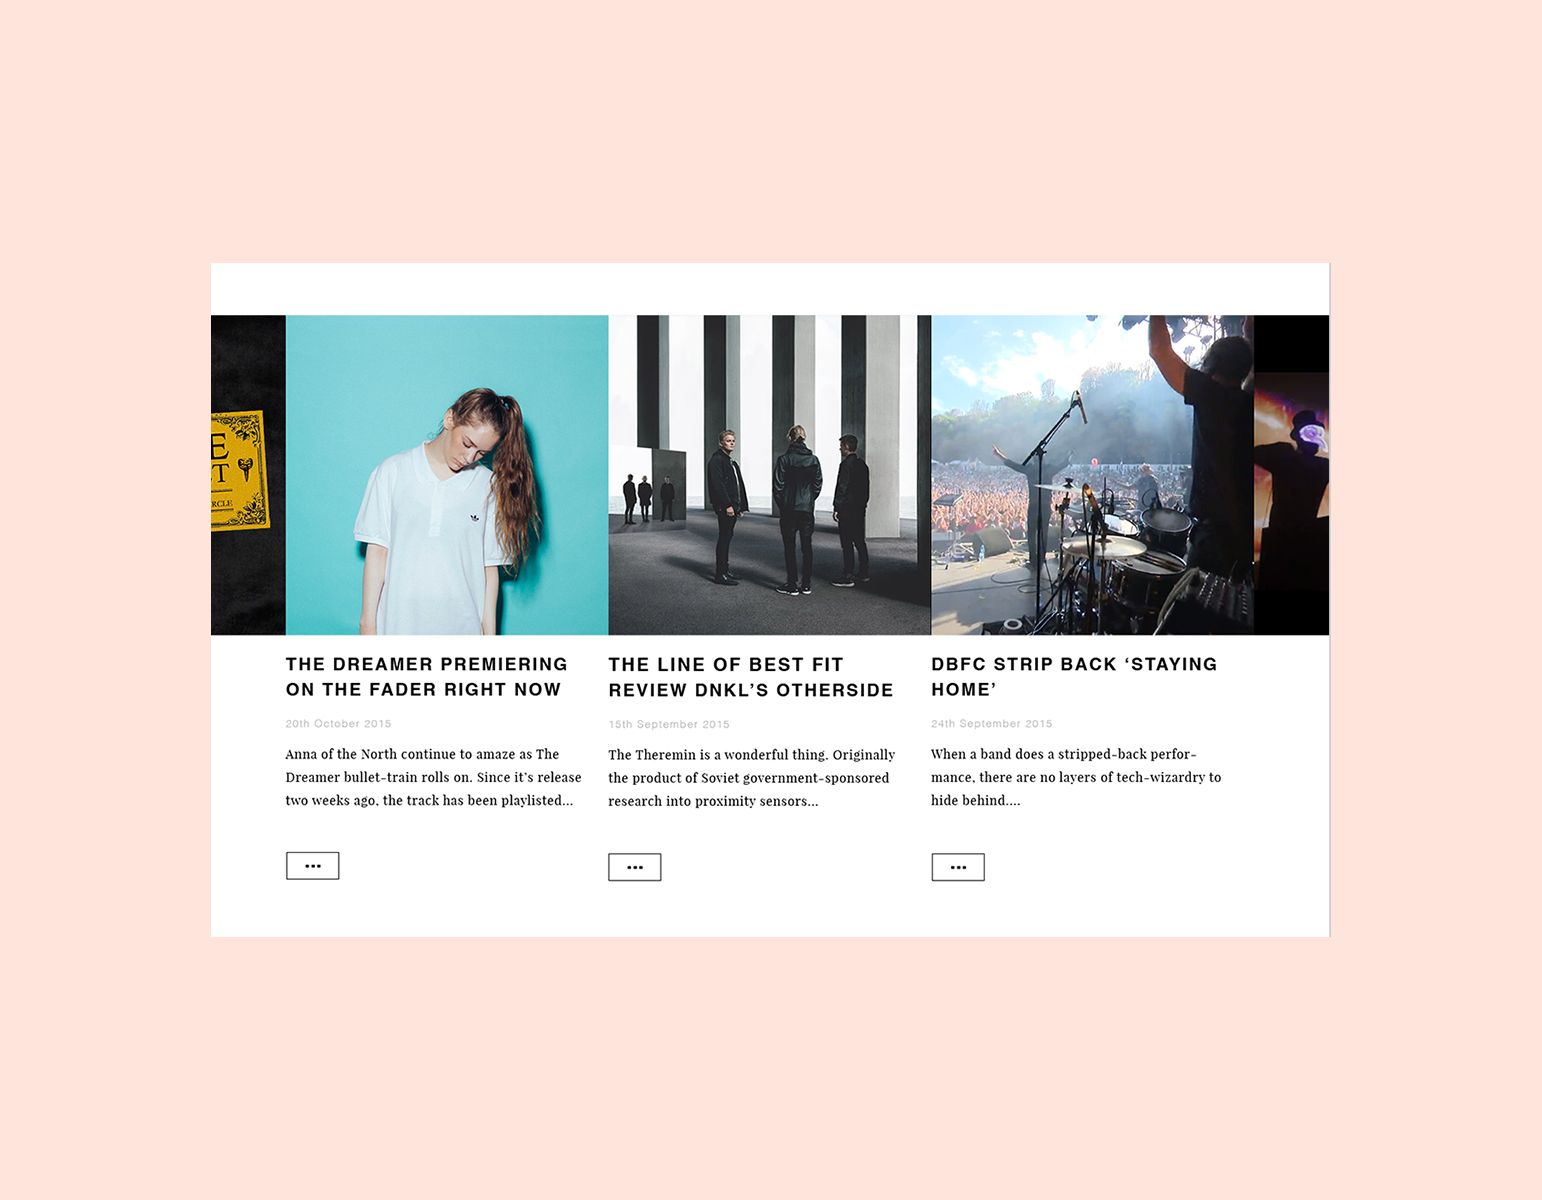 E
T
RCLE
THE DREAMER PREMIERING
ON THE FADER RIGHT NOW
20th October 2015
Anna of the North continue to amaze as The
Dreamer bullet-train rolls on. Since it's release
two weeks ago, the track has been playlisted...
...
THE LINE OF BEST FIT
REVIEW DNKL'S OTHERSIDE
15th September 2015
The Theremin is a wonderful thing. Originally
the product of Soviet government-sponsored
research into proximity sensors...
...
DBFC STRIP BACK ‘STAYING
HOME’
24th September 2015
When a band does a stripped-back perfor-
mance, there are no layers of tech-wizardry to
hide behind....
...